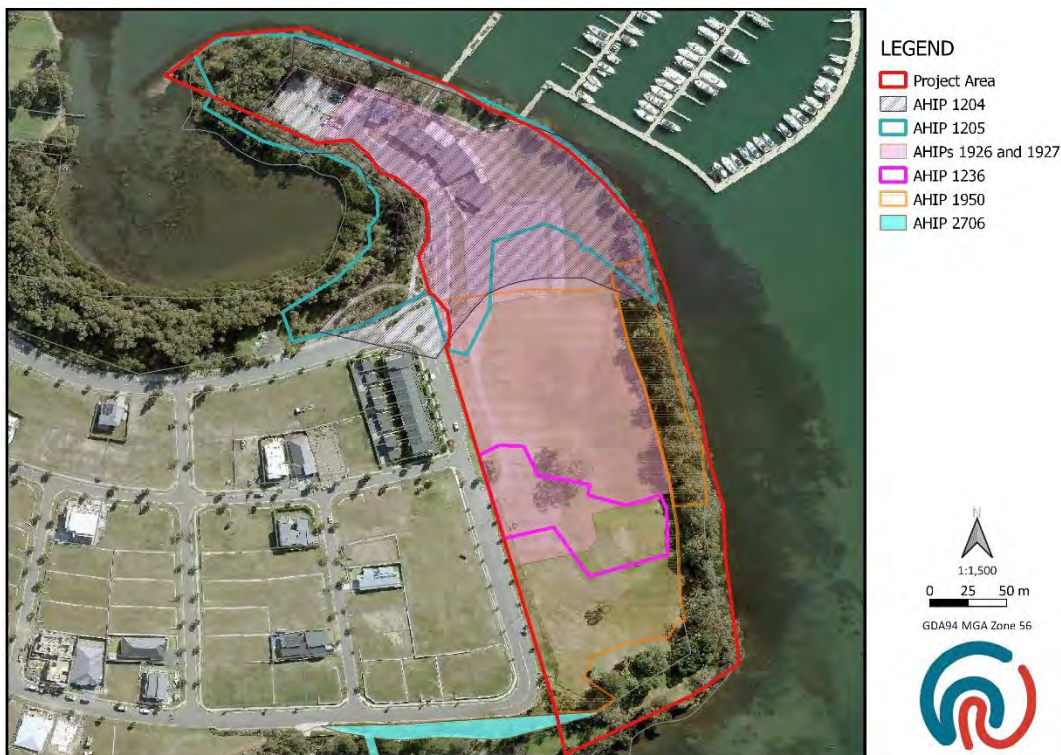 LEGEND
Project Area
AHIP 1204
AHIP 1205
AHIPs 1926 and 1927
AHIP 1236
AHIP 1950
AHIP 2706
N
1:1,500
0 25 50 m
GDA94 MGA Zone 56